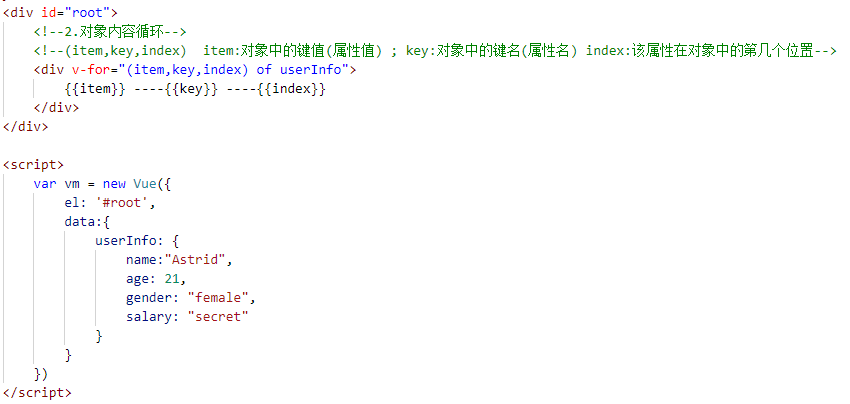 <div id="root">
    <!--2.对象内容循环-->
    <!--(item,key,index)  item:对象中的键值(属性值) ; key:对象中的键名(属性名) index:该属性在对象中的第几个位置-->
    <div v-for="(item,key,index) of userInfo">
        {{item}} ----{{key}} ----{{index}}
    </div>
</div>

<script>
    var vm = new Vue({
        el: '#root',
        data:{
            userInfo: {
                name:"Astrid",
                age: 21,
                gender: "female",
                salary: "secret"
            }
        }
    })
</script>